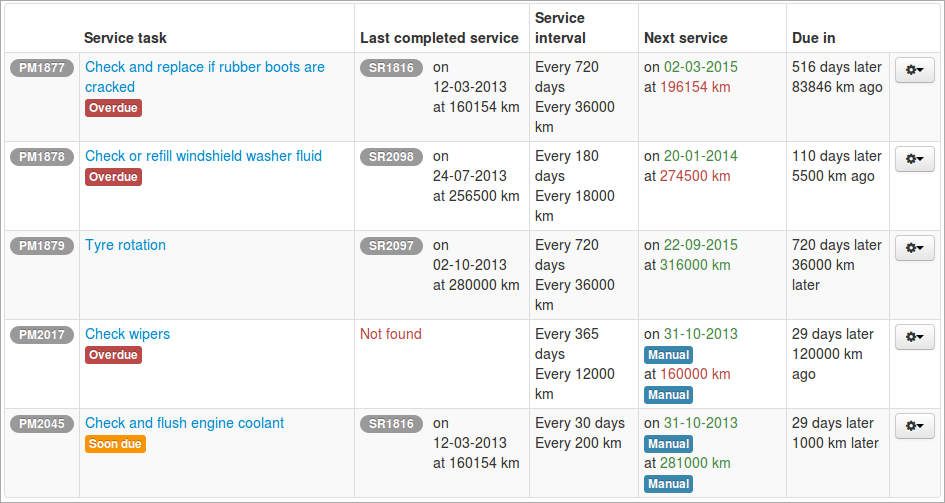 Service task
Last completed service
Service
interval
Next service
Due in
PM1877
Check and replace if rubber boots are
cracked
Overdue
SR1816
on
12-03-2013
at 160154 km
Every 720
days
Every 36000
km
on 02-03-2015
at 196154 km
516 days later
83846 km ago
PM1878
Check or refill windshield washer fluid
Overdue
SR2098
on
24-07-2013
at 256500 km
Every 180
days
Every 18000
km
on 20-01-2014
at 274500 km
110 days later
5500 km ago
PM1879
Tyre rotation
SR2097
on
02-10-2013
at 280000 km
Every 720
days
Every 36000
km
on 22-09-2015
at 316000 km
720 days later
36000 km
later
PM2017
Check wipers
Overdue
Not found
Every 365
days
Every 12000
km
on 31-10-2013
Manual
at 160000 km
Manual
29 days later
120000 km
ago
PM2045
Check and flush engine coolant
Soon due
SR1816
on
12-03-2013
at 160154 km
Every 30 days
Every 200 km
on 31-10-2013
Manual
at 281000 km
Manual
29 days later
1000 km later